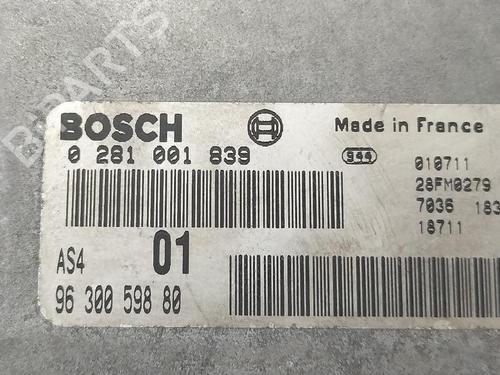 BOSCH
Made in France
0 281 001 839
944
010711
28FM0279
7036 183
18711
AS4 01
96 300 598 80
B-PARTS